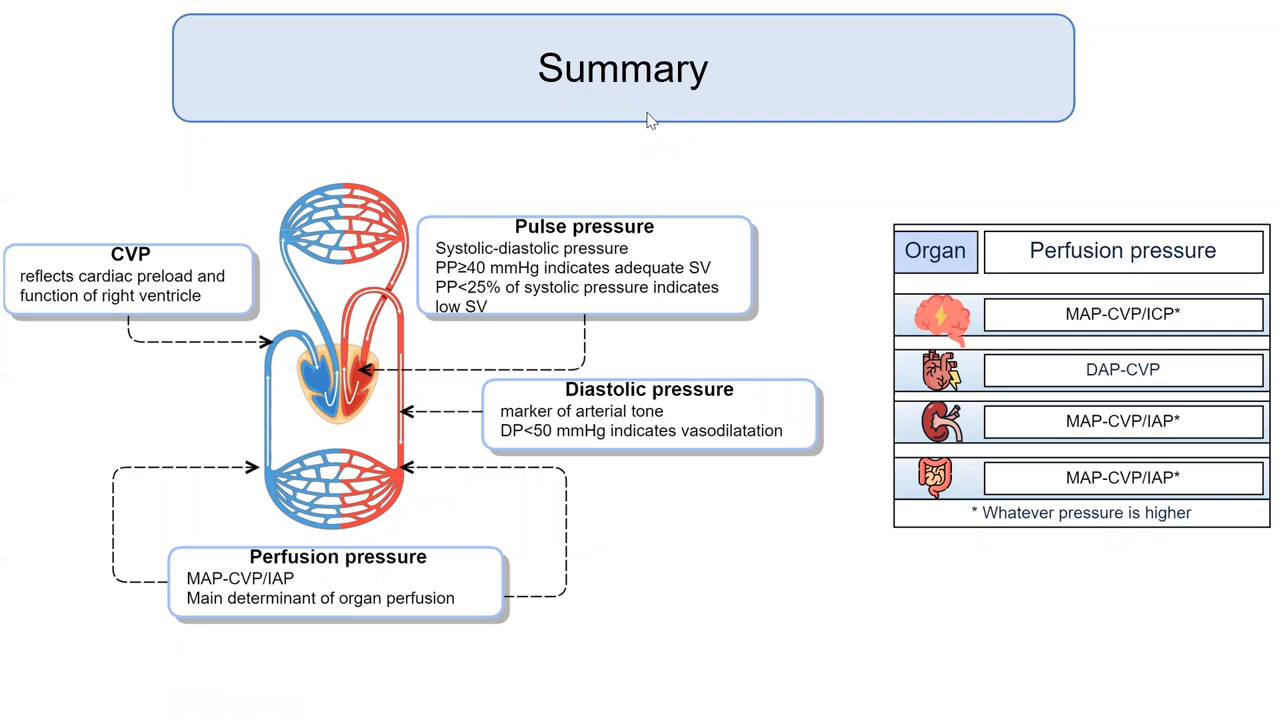 Summary
CVP
reflects cardiac preload and
function of right ventricle
Pulse pressure
Systolic-diastolic pressure
PP≥40 mmHg indicates adequate SV
PP<25% of systolic pressure indicates
low SV
Diastolic pressure
marker of arterial tone
DP<50 mmHg indicates vasodilatation
Perfusion pressure
MAP-CVP/IAP
Main determinant of organ perfusion
Organ Perfusion pressure
MAP-CVP/ICP*
DAP-CVP
MAP-CVP/IAP*
MAP-CVP/IAP*
* Whatever pressure is higher